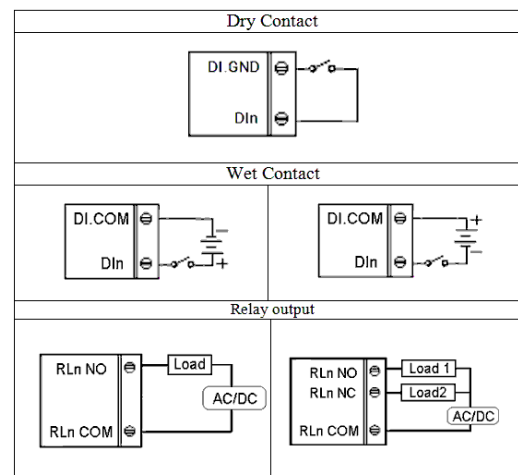 Dry Contact
DI.GND
DIn
Wet Contact
DI.COM
DIn
DI.COM
DIn
Relay output
RLn NO
Load
AC/DC
RLn COM
RLn NO
Load 1
RLn NC
Load2
AC/DC
RLn COM